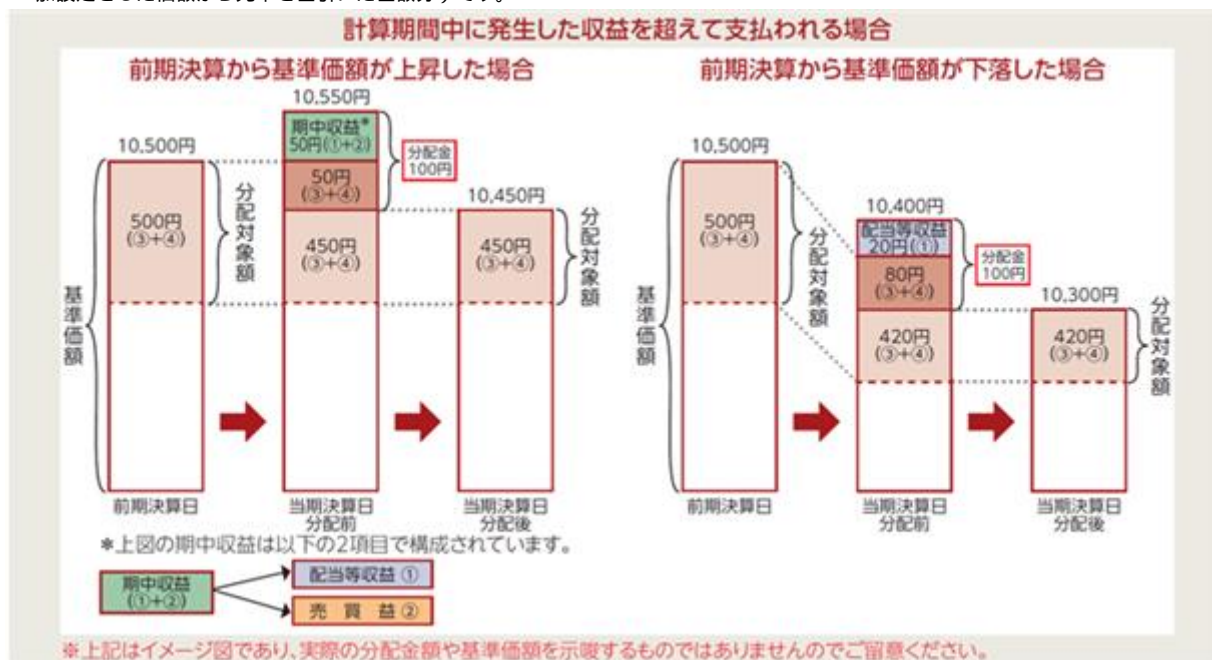 計算期間中に発生した収益を超えて支払われる場合
前期決算から基準価額が上昇した場合
10,550円
期中収益*
50円(①+②)
10,500円
分配金
100円
50円
(③+④)
10,450円
500円
(③+④)
分配対象額
450円
(③+④)
450円
(③+④)
分配対象額
基準価額
前期決算日
当期決算日
分配前
当期決算日
分配後
*上図の期中収益は以下の2項目で構成されています。
期中収益
(①+②)
配当等収益 ①
売買益 ②
前期決算から基準価額が下落した場合
10,500円
10,400円
配当等収益
20円(①)
500円
(③+④)
分配対象額
分配金
100円
80円
(③+④)
10,300円
420円
(③+④)
420円
(③+④)
分配対象額
基準価額
前期決算日
当期決算日
分配前
当期決算日
分配後
※上記はイメージ図であり、実際の分配金額や基準価額を示唆するものではありませんのでご留意ください。